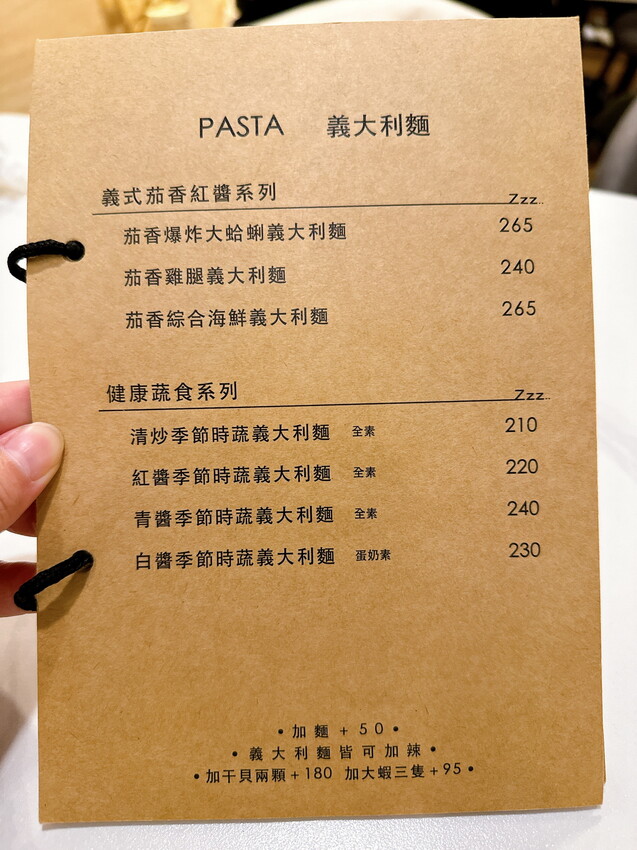 PASTA 義大利麵
義式茄香紅醬系列 Zzz..
茄香爆炸大蛤蜊義大利麵 265
茄香雞腿義大利麵 240
茄香綜合海鮮義大利麵 265
健康蔬食系列 Zzz..
清炒季節時蔬義大利麵 全素 210
紅醬季節時蔬義大利麵 全素 220
青醬季節時蔬義大利麵 全素 240
白醬季節時蔬義大利麵 蛋奶素 230
•加麵+50•
•義大利麵皆可加辣•
•加干貝兩顆+180 加大蝦三隻+95•